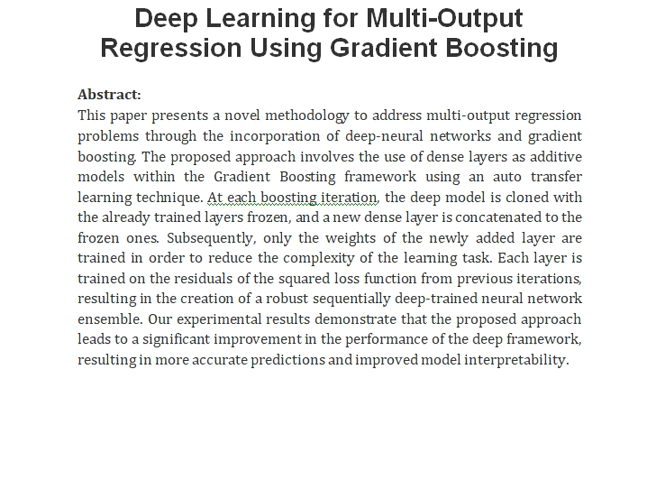 Deep Learning for Multi-Output
Regression Using Gradient Boosting
Abstract:
This paper presents a novel methodology to address multi-output regression
problems through the incorporation of deep-neural networks and gradient
boosting. The proposed approach involves the use of dense layers as additive
models within the Gradient Boosting framework using an auto transfer
learning technique. At each boosting iteration, the deep model is cloned with
the already trained layers frozen, and a new dense layer is concatenated to the
frozen ones. Subsequently, only the weights of the newly added layer are
trained in order to reduce the complexity of the learning task. Each layer is
trained on the residuals of the squared loss function from previous iterations,
resulting in the creation of a robust sequentially deep-trained neural network
ensemble. Our experimental results demonstrate that the proposed approach
leads to a significant improvement in the performance of the deep framework,
resulting in more accurate predictions and improved model interpretability.